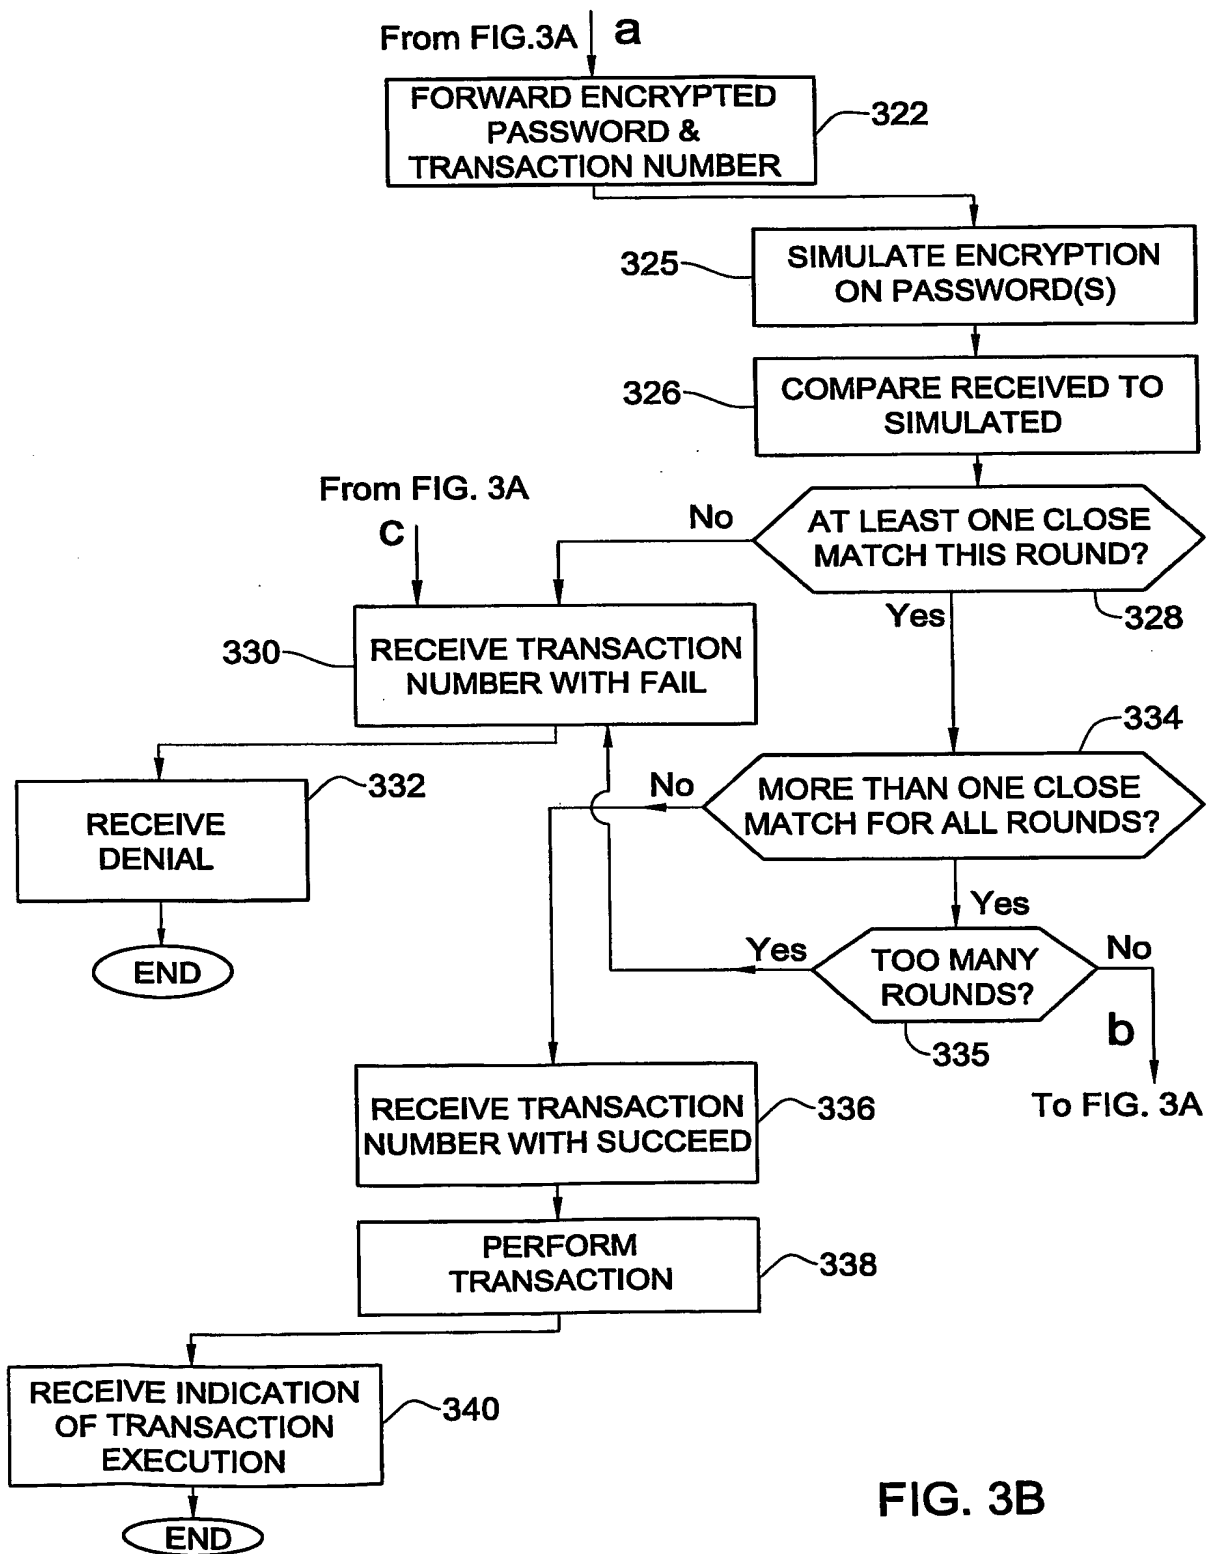 From FIG.3A
a
FORWARD ENCRYPTED
PASSWORD &
TRANSACTION NUMBER
322
SIMULATE ENCRYPTION
ON PASSWORD(S)
325
COMPARE RECEIVED TO
SIMULATED
326
From FIG. 3A
c
No
AT LEAST ONE CLOSE
MATCH THIS ROUND?
328
Yes
330
RECEIVE TRANSACTION
NUMBER WITH FAIL
334
332
RECEIVE
DENIAL
No
MORE THAN ONE CLOSE
MATCH FOR ALL ROUNDS?
Yes
END
Yes
TOO MANY
ROUNDS?
No
335
b
To FIG. 3A
RECEIVE TRANSACTION
NUMBER WITH SUCCEED
336
PERFORM
TRANSACTION
338
RECEIVE INDICATION
OF TRANSACTION
EXECUTION
340
END
FIG. 3B